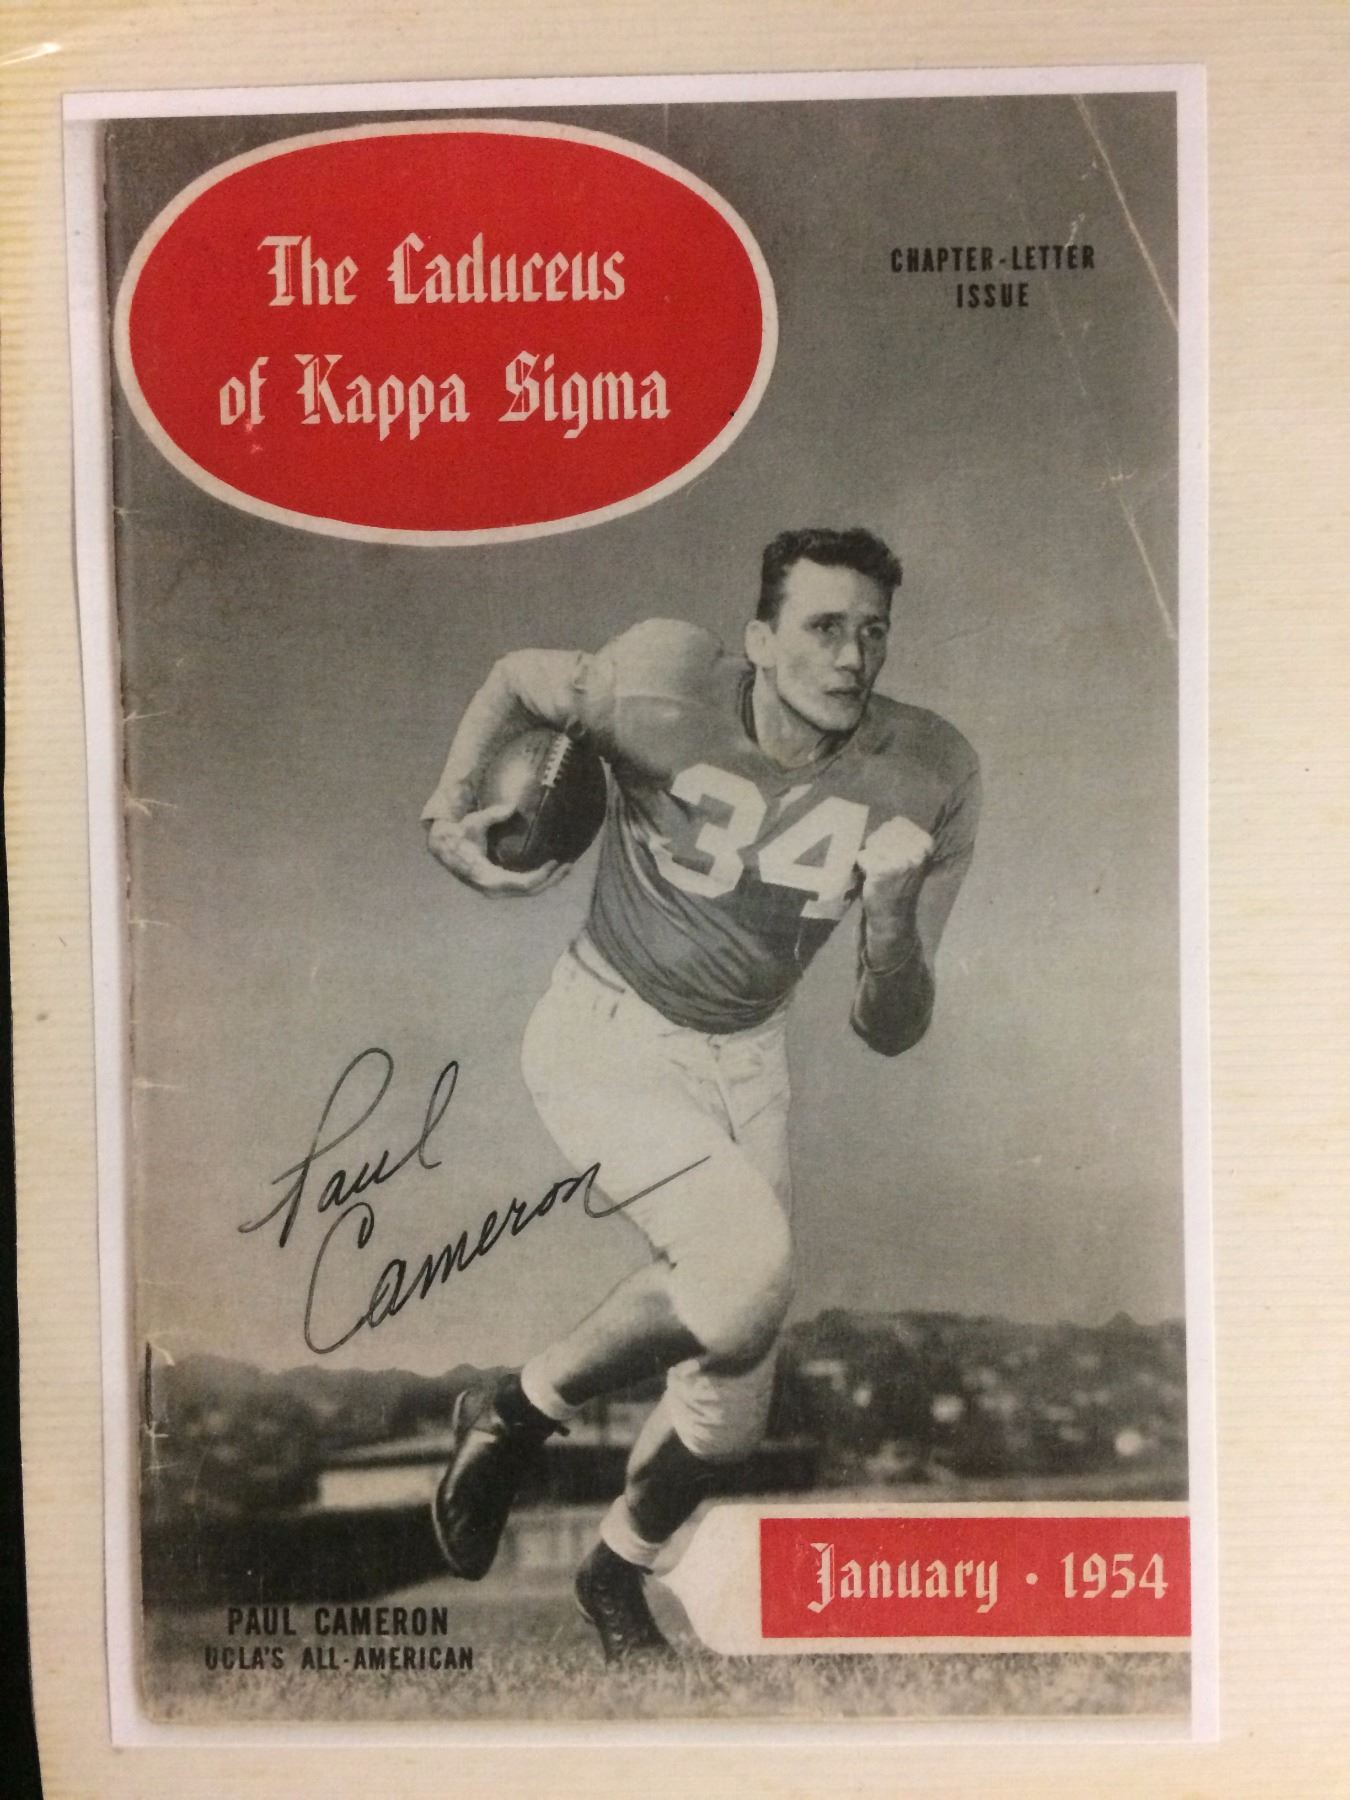 The Caduceus
of Kappa Sigma
CHAPTER-LETTER
ISSUE
34
Paul
Cameron
January · 1954
PAUL CAMERON
UCLA'S ALL-AMERICAN